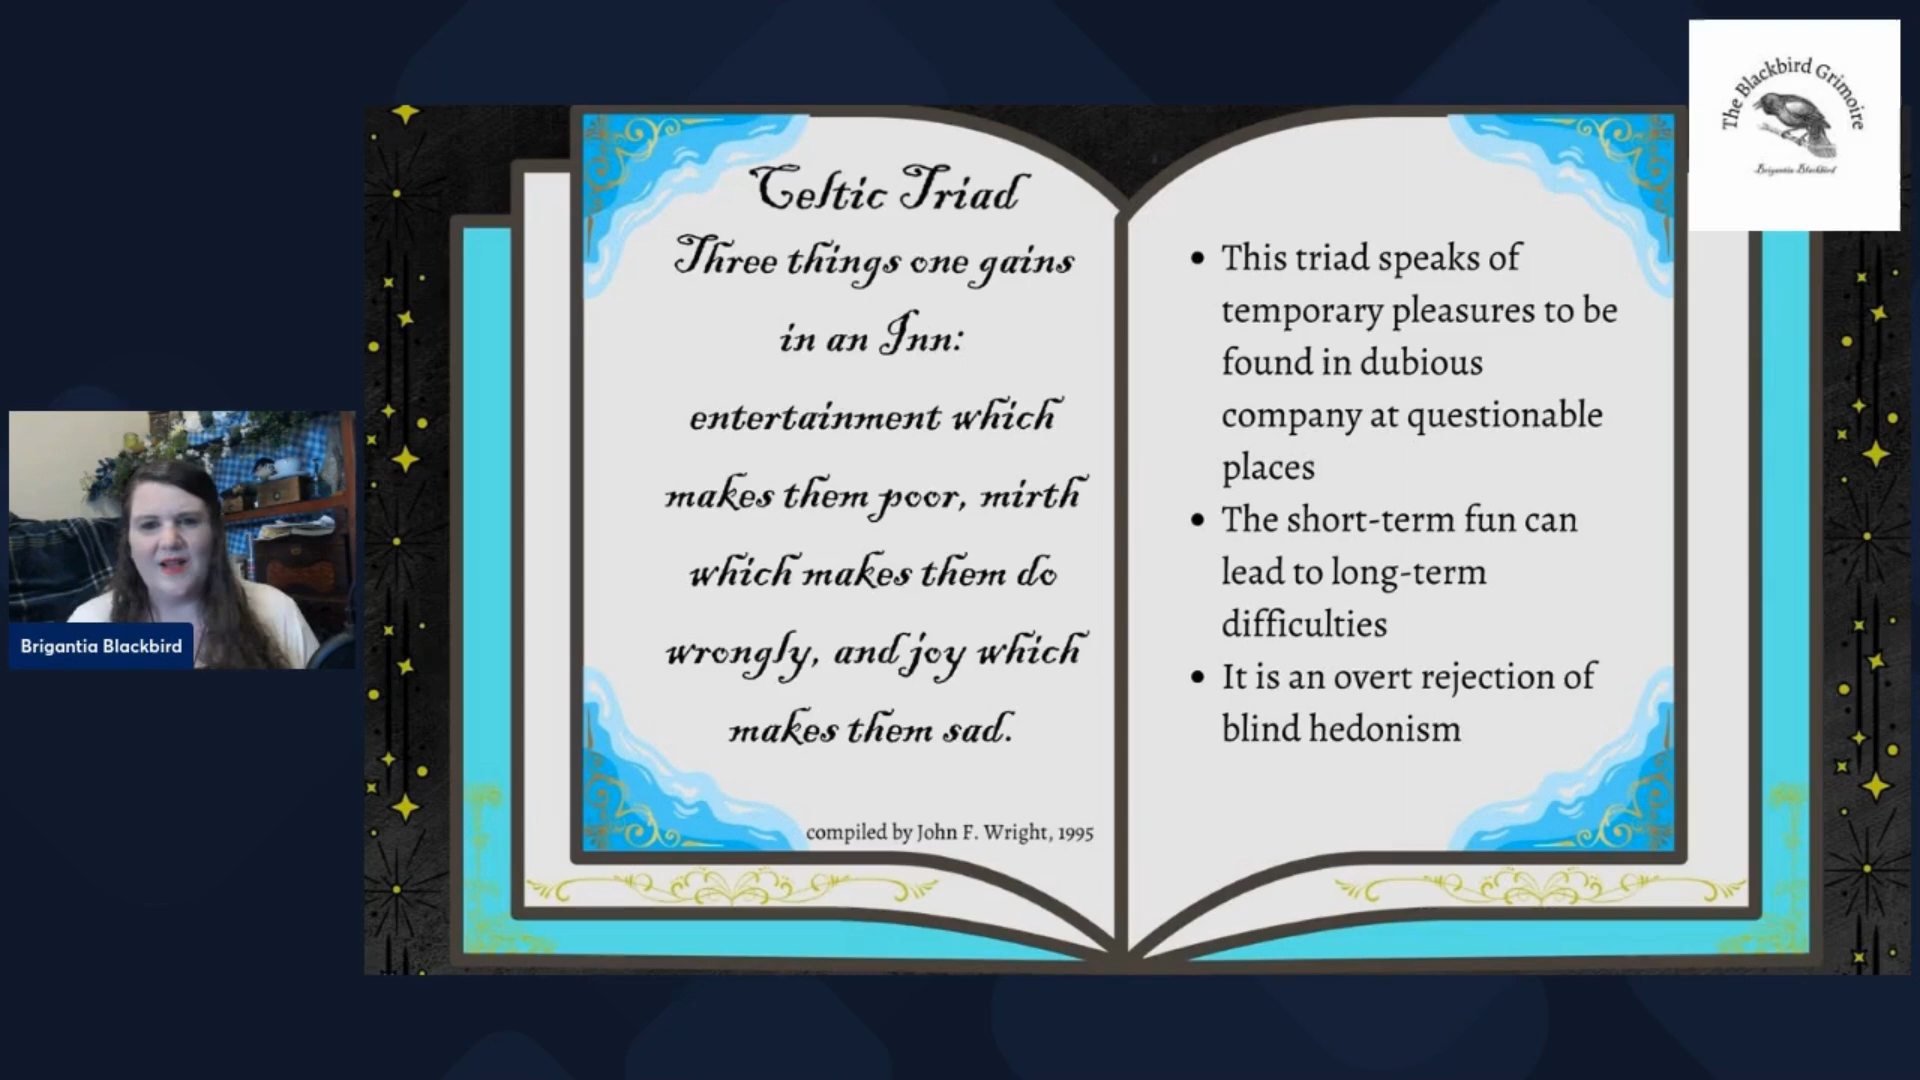 The Blackbird Grimoire
Brigantia Blackbird
Celtic Triad
Three things one gains
in an Inn:
entertainment which
makes them poor, mirth
which makes them do
wrongly, and joy which
makes them sad.
compiled by John F. Wright, 1995
• This triad speaks of
temporary pleasures to be
found in dubious
company at questionable
places
• The short-term fun can
lead to long-term
difficulties
• It is an overt rejection of
blind hedonism
Brigantia Blackbird